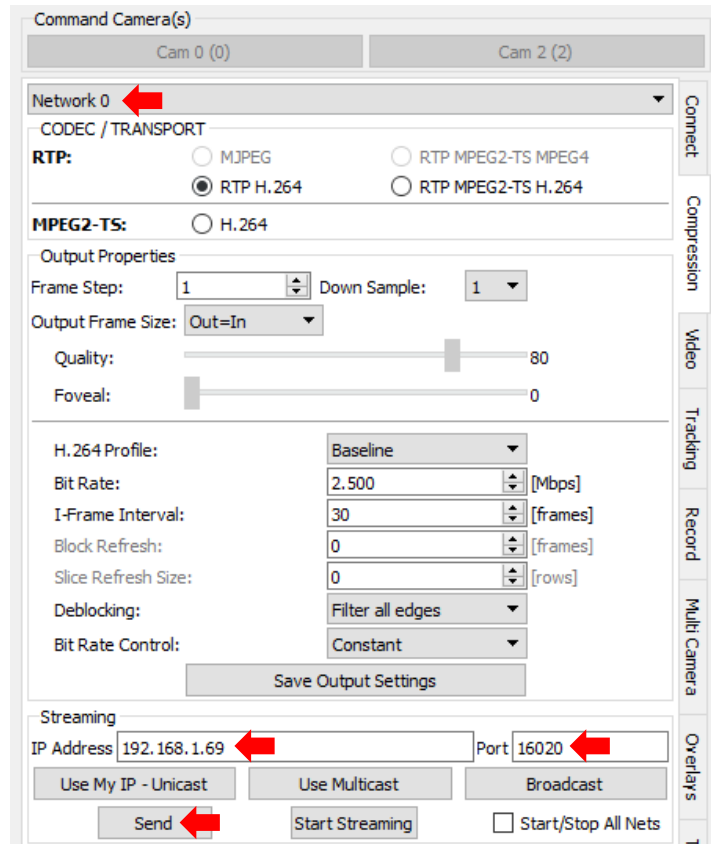 Command Camera(s)
Cam 0 (0) Cam 2 (2)
Network 0
CODEC / TRANSPORT
RTP: MJPEG RTP MPEG2-TS MPEG4
RTP H.264 RTP MPEG2-TS H.264
MPEG2-TS: H.264
Output Properties
Frame Step: 1 Down Sample: 1
Output Frame Size: Out=In
Quality: 80
Foveal: 0
H.264 Profile: Baseline
Bit Rate: 2.500 [Mbps]
I-Frame Interval: 30 [frames]
Block Refresh: 0 [frames]
Slice Refresh Size: 0 [rows]
Deblocking: Filter all edges
Bit Rate Control: Constant
Save Output Settings
Streaming
IP Address 192.168.1.69 Port 16020
Use My IP - Unicast Use Multicast Broadcast
Send Start Streaming Start/Stop All Nets
Connect
Compression
Video
Tracking
Record
Multi Camera
Overlays